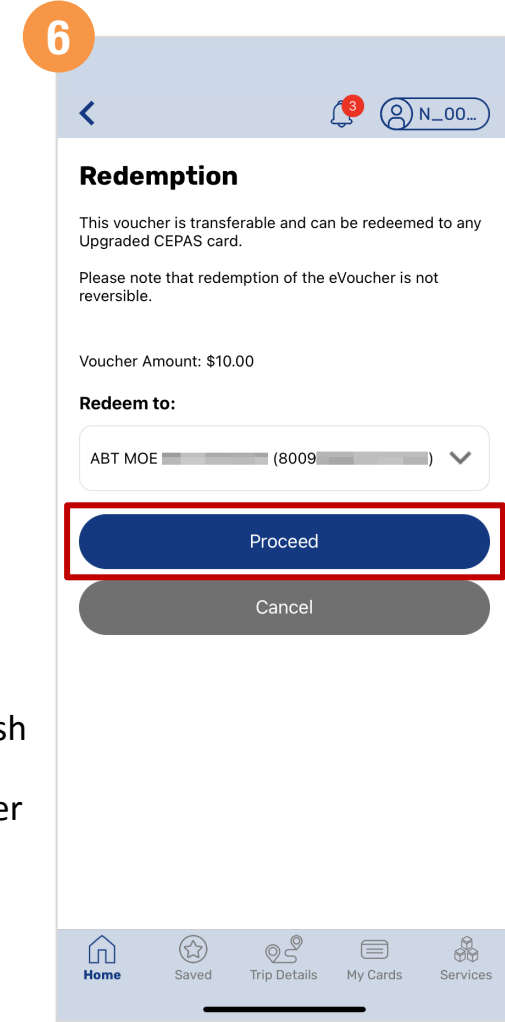 6
3
N_00…
Redemption
This voucher is transferable and can be redeemed to any
Upgraded CEPAS card.
Please note that redemption of the eVoucher is not
reversible.
Voucher Amount: $10.00
Redeem to:
ABT MOE (8009 )
Proceed
Cancel
sh
er
Home Saved Trip Details My Cards Services